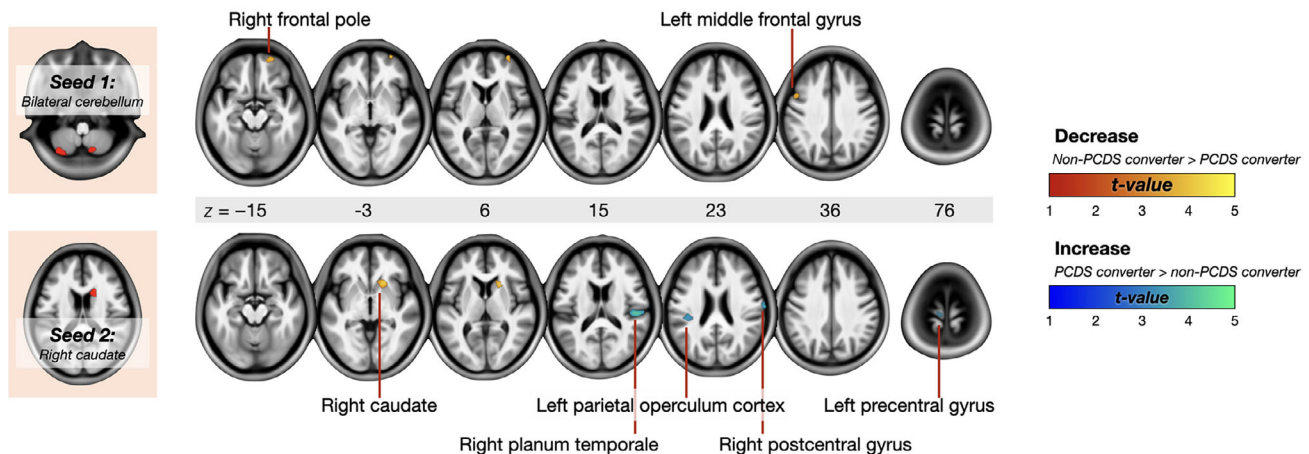 Right frontal pole
Left middle frontal gyrus
Seed 1:
Bilateral cerebellum
Decrease
Non-PCDS converter > PCDS converter
t-value
1 2 3 4 5
z = −15 -3 6 15 23 36 76
Increase
PCDS converter > non-PCDS converter
t-value
1 2 3 4 5
Seed 2:
Right caudate
Right caudate
Left parietal operculum cortex
Left precentral gyrus
Right planum temporale
Right postcentral gyrus